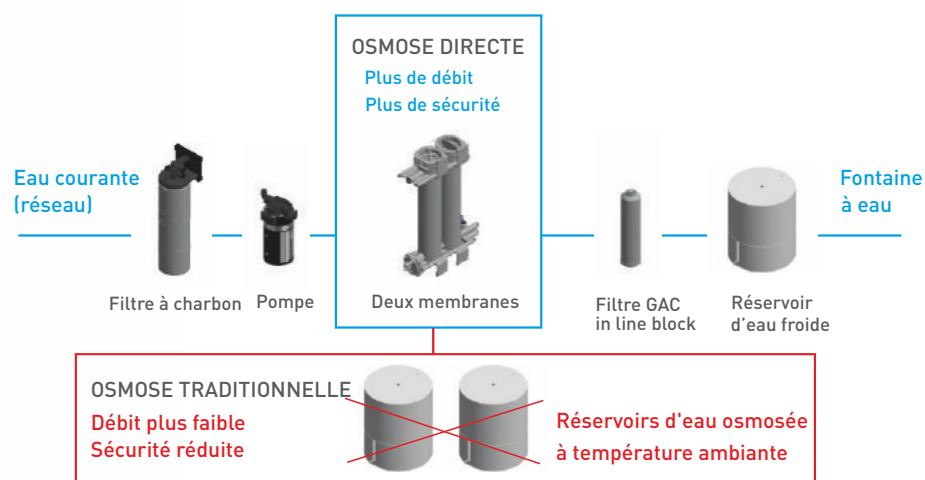 OSMOSE DIRECTE
Plus de débit
Plus de sécurité
Eau courante
(réseau)
Fontaine
à eau
Filtre à charbon
Pompe
Deux membranes
Filtre GAC
in line block
Réservoir
d'eau froide
OSMOSE TRADITIONNELLE
Débit plus faible
Sécurité réduite
Réservoirs d'eau osmosée
à température ambiante